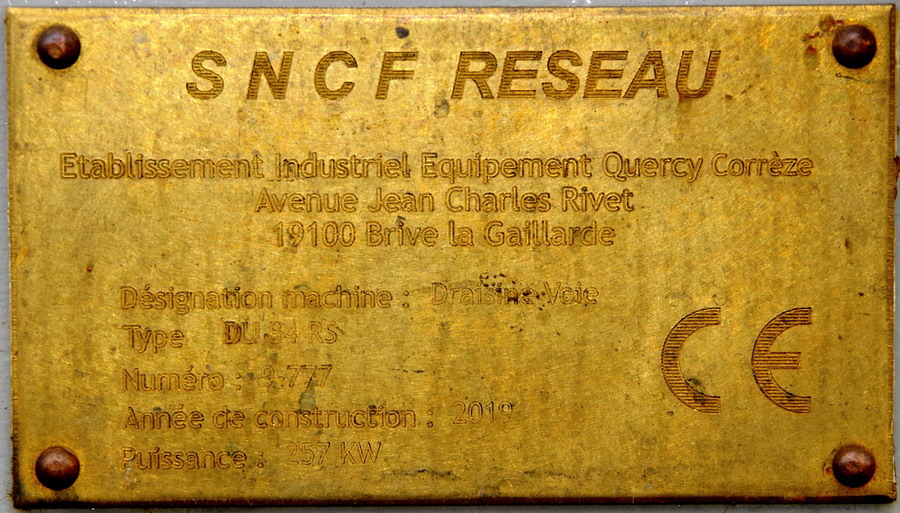 SNCF RESEAU
Etablissement Industriel Equipement Quercy Corrèze
Avenue Jean Charles Rivet
19100 Brive la Gaillarde
Désignation machine : Draisine Voie
Type DU 84 RS
Numéro : 9-777
Année de construction : 2019
Puissance : 257 KW
CE